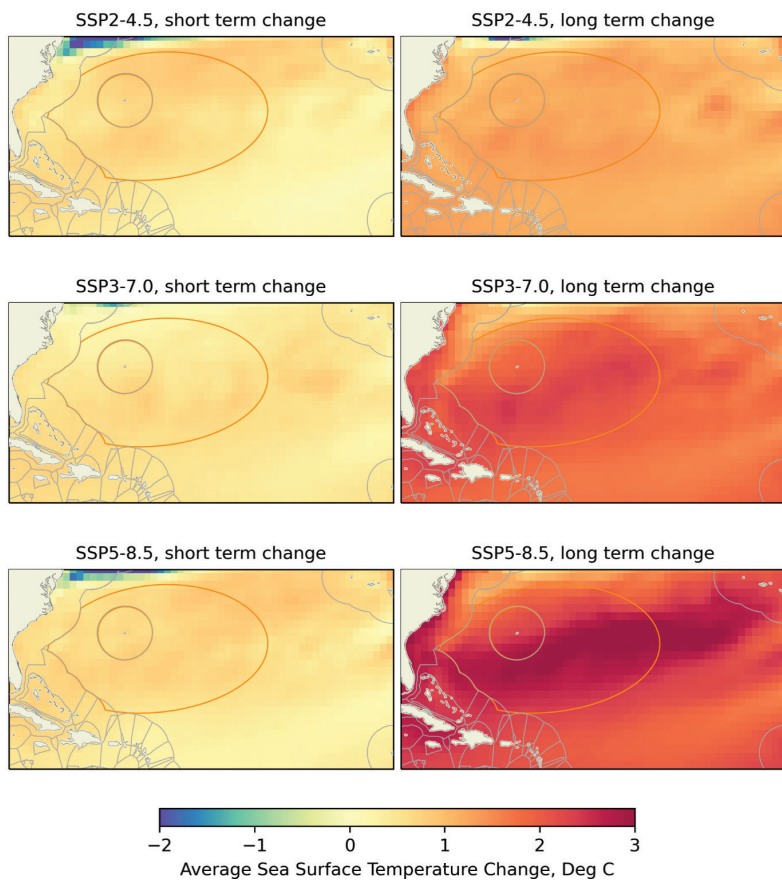 SSP2-4.5, short term change
SSP2-4.5, long term change
SSP3-7.0, short term change
SSP3-7.0, long term change
SSP5-8.5, short term change
SSP5-8.5, long term change
−2 −1 0 1 2 3
Average Sea Surface Temperature Change, Deg C